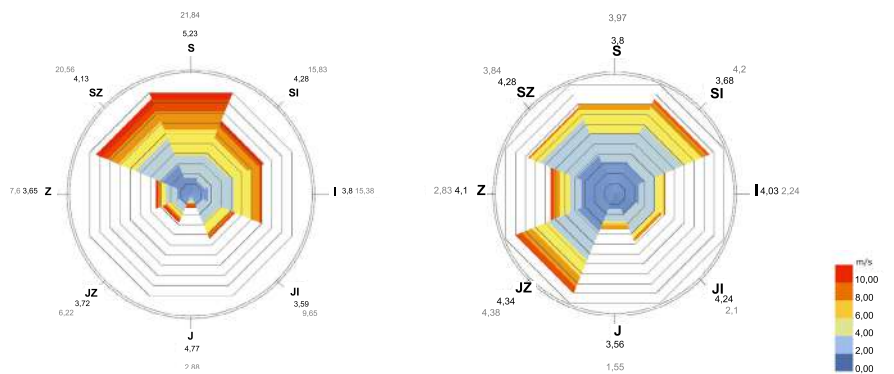 21,84
5,23
S
20,56
4,13
SZ
15,83
4,28
SI
7,6 3,65 Z
I 3,8 15,38
JZ
3,72
6,22
JI
3,59
9,65
J
4,77
2,88
3,97
3,8
S
3,84
4,28
SZ
4,2
3,68
SI
2,83 4,1 Z
I 4,03 2,24
JZ
4,34
4,38
JI
4,24
2,1
J
3,56
1,55
m/s
10,00
8,00
6,00
4,00
2,00
0,00